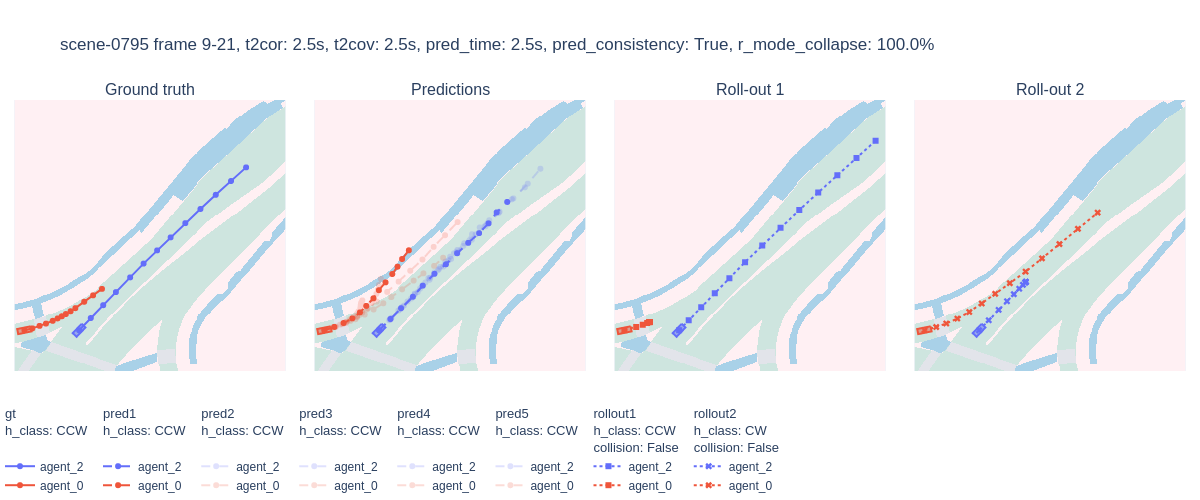 scene-0795 frame 9-21, t2cor: 2.5s, t2cov: 2.5s, pred_time: 2.5s, pred_consistency: True, r_mode_collapse: 100.0%
Ground truth Predictions Roll-out 1 Roll-out 2
gt pred1 pred2 pred3 pred4 pred5 rollout1 rollout2
h_class: CCW h_class: CCW h_class: CCW h_class: CCW h_class: CCW h_class: CCW h_class: CCW h_class: CW
collision: False collision: False
agent_2 agent_2 agent_2 agent_2 agent_2 agent_2 agent_2 agent_2
agent_0 agent_0 agent_0 agent_0 agent_0 agent_0 agent_0 agent_0